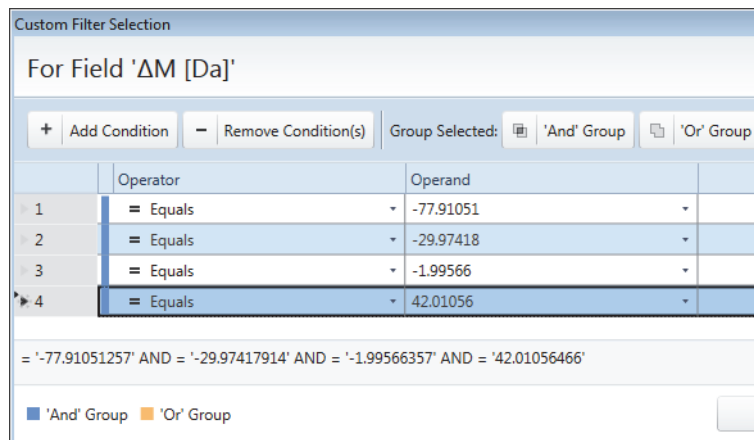 Custom Filter Selection
For Field 'ΔM [Da]'
+ Add Condition − Remove Condition(s) Group Selected: 'And' Group 'Or' Group
Operator Operand
1 = Equals -77.91051
2 = Equals -29.97418
3 = Equals -1.99566
4 = Equals 42.01056
= '-77.91051257' AND = '-29.97417914' AND = '-1.99566357' AND = '42.01056466'
'And' Group 'Or' Group